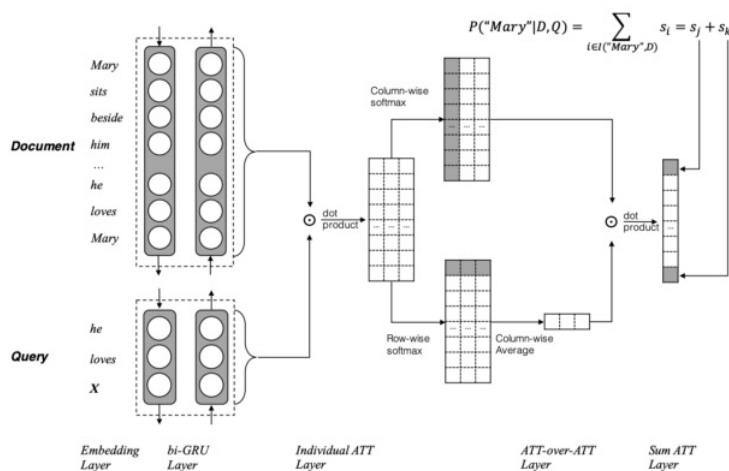 P("Mary"|D,Q) = ∑ s_i = s_j + s_k
i∈I("Mary",D)
Mary
sits
beside
Document
him
...
he
loves
Mary
Column-wise
softmax
... ... ...
dot
product
... ... ...
dot
product
...
Query
he
loves
X
Row-wise
softmax
... ... ...
Column-wise
Average
Embedding
Layer
bi-GRU
Layer
Individual ATT
Layer
ATT-over-ATT
Layer
Sum ATT
Layer